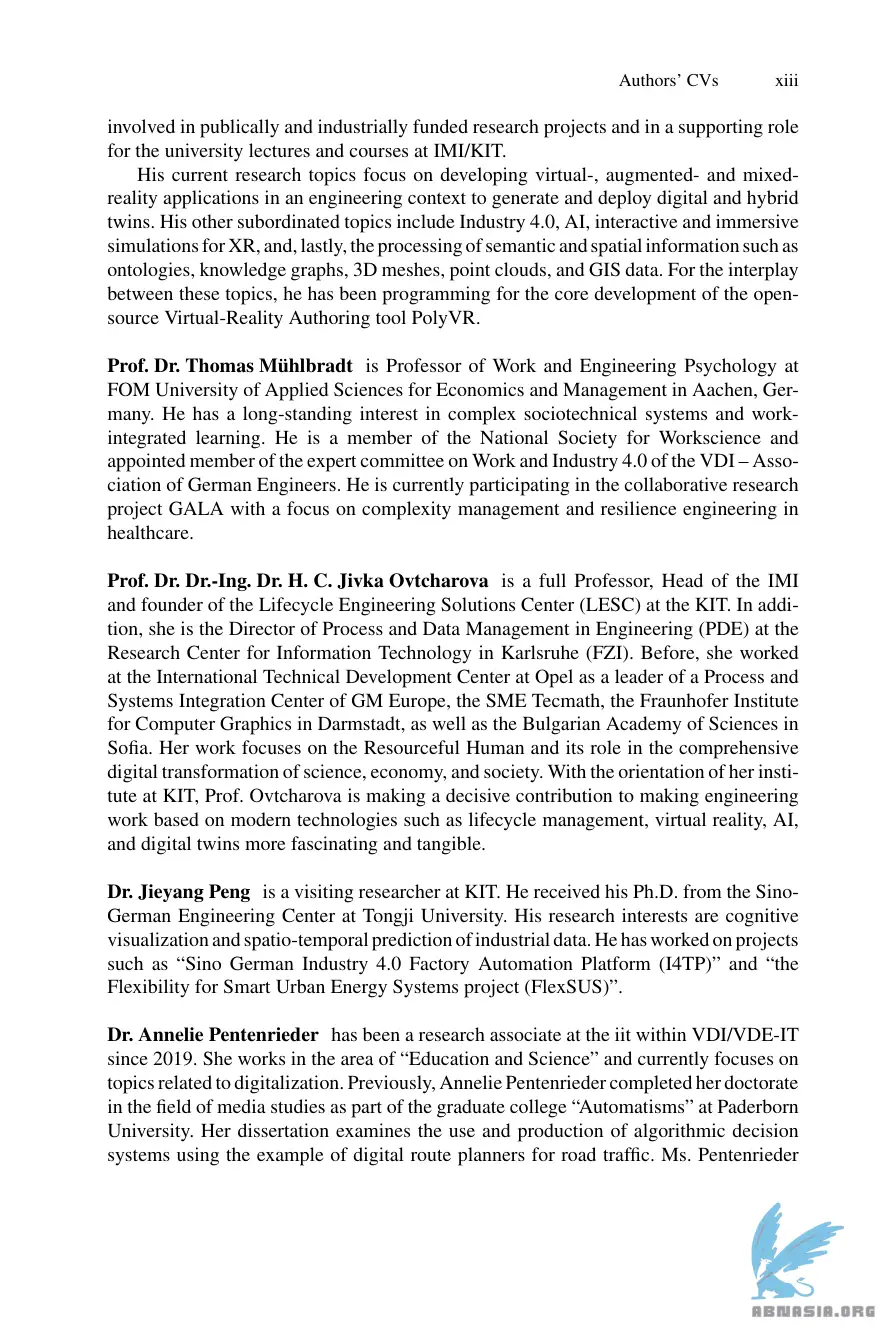 Authors' CVs xiii
involved in publically and industrially funded research projects and in a supporting role
for the university lectures and courses at IMI/KIT.
His current research topics focus on developing virtual-, augmented- and mixed-
reality applications in an engineering context to generate and deploy digital and hybrid
twins. His other subordinated topics include Industry 4.0, AI, interactive and immersive
simulations for XR, and, lastly, the processing of semantic and spatial information such as
ontologies, knowledge graphs, 3D meshes, point clouds, and GIS data. For the interplay
between these topics, he has been programming for the core development of the open-
source Virtual-Reality Authoring tool PolyVR.
Prof. Dr. Thomas Mühlbradt is Professor of Work and Engineering Psychology at
FOM University of Applied Sciences for Economics and Management in Aachen, Ger-
many. He has a long-standing interest in complex sociotechnical systems and work-
integrated learning. He is a member of the National Society for Workscience and
appointed member of the expert committee on Work and Industry 4.0 of the VDI – Asso-
ciation of German Engineers. He is currently participating in the collaborative research
project GALA with a focus on complexity management and resilience engineering in
healthcare.
Prof. Dr. Dr.-Ing. Dr. H. C. Jivka Ovtcharova is a full Professor, Head of the IMI
and founder of the Lifecycle Engineering Solutions Center (LESC) at the KIT. In addi-
tion, she is the Director of Process and Data Management in Engineering (PDE) at the
Research Center for Information Technology in Karlsruhe (FZI). Before, she worked
at the International Technical Development Center at Opel as a leader of a Process and
Systems Integration Center of GM Europe, the SME Tecmath, the Fraunhofer Institute
for Computer Graphics in Darmstadt, as well as the Bulgarian Academy of Sciences in
Sofia. Her work focuses on the Resourceful Human and its role in the comprehensive
digital transformation of science, economy, and society. With the orientation of her insti-
tute at KIT, Prof. Ovtcharova is making a decisive contribution to making engineering
work based on modern technologies such as lifecycle management, virtual reality, AI,
and digital twins more fascinating and tangible.
Dr. Jieyang Peng is a visiting researcher at KIT. He received his Ph.D. from the Sino-
German Engineering Center at Tongji University. His research interests are cognitive
visualization and spatio-temporal prediction of industrial data. He has worked on projects
such as “Sino German Industry 4.0 Factory Automation Platform (I4TP)” and “the
Flexibility for Smart Urban Energy Systems project (FlexSUS)”.
Dr. Annelie Pentenrieder has been a research associate at the iit within VDI/VDE-IT
since 2019. She works in the area of “Education and Science” and currently focuses on
topics related to digitalization. Previously, Annelie Pentenrieder completed her doctorate
in the field of media studies as part of the graduate college “Automatisms” at Paderborn
University. Her dissertation examines the use and production of algorithmic decision
systems using the example of digital route planners for road traffic. Ms. Pentenrieder
ABNASIA.ORG